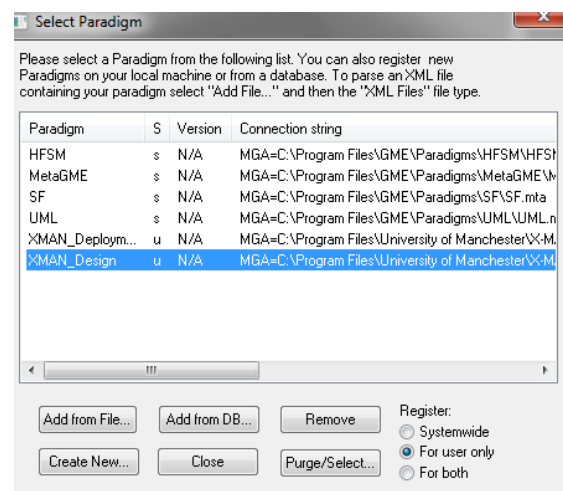 Select Paradigm
Please select a Paradigm from the following list. You can also register new
Paradigms on your local machine or from a database. To parse an XML file
containing your paradigm select "Add File..." and then the "XML Files" file type.
Paradigm S Version Connection string
HFSM s N/A MGA=C:\Program Files\GME\Paradigms\HFSM\HFS
MetaGME s N/A MGA=C:\Program Files\GME\Paradigms\MetaGME\
SF s N/A MGA=C:\Program Files\GME\Paradigms\SF\SF.mta
UML s N/A MGA=C:\Program Files\GME\Paradigms\UML\UML.
XMAN_Deploym... u N/A MGA=C:\Program Files\University of Manchester\X-M
XMAN_Design u N/A MGA=C:\Program Files\University of Manchester\X-M
Add from File... Add from DB... Remove Register:
Systemwide
Create New... Close Purge/Select... For user only
For both